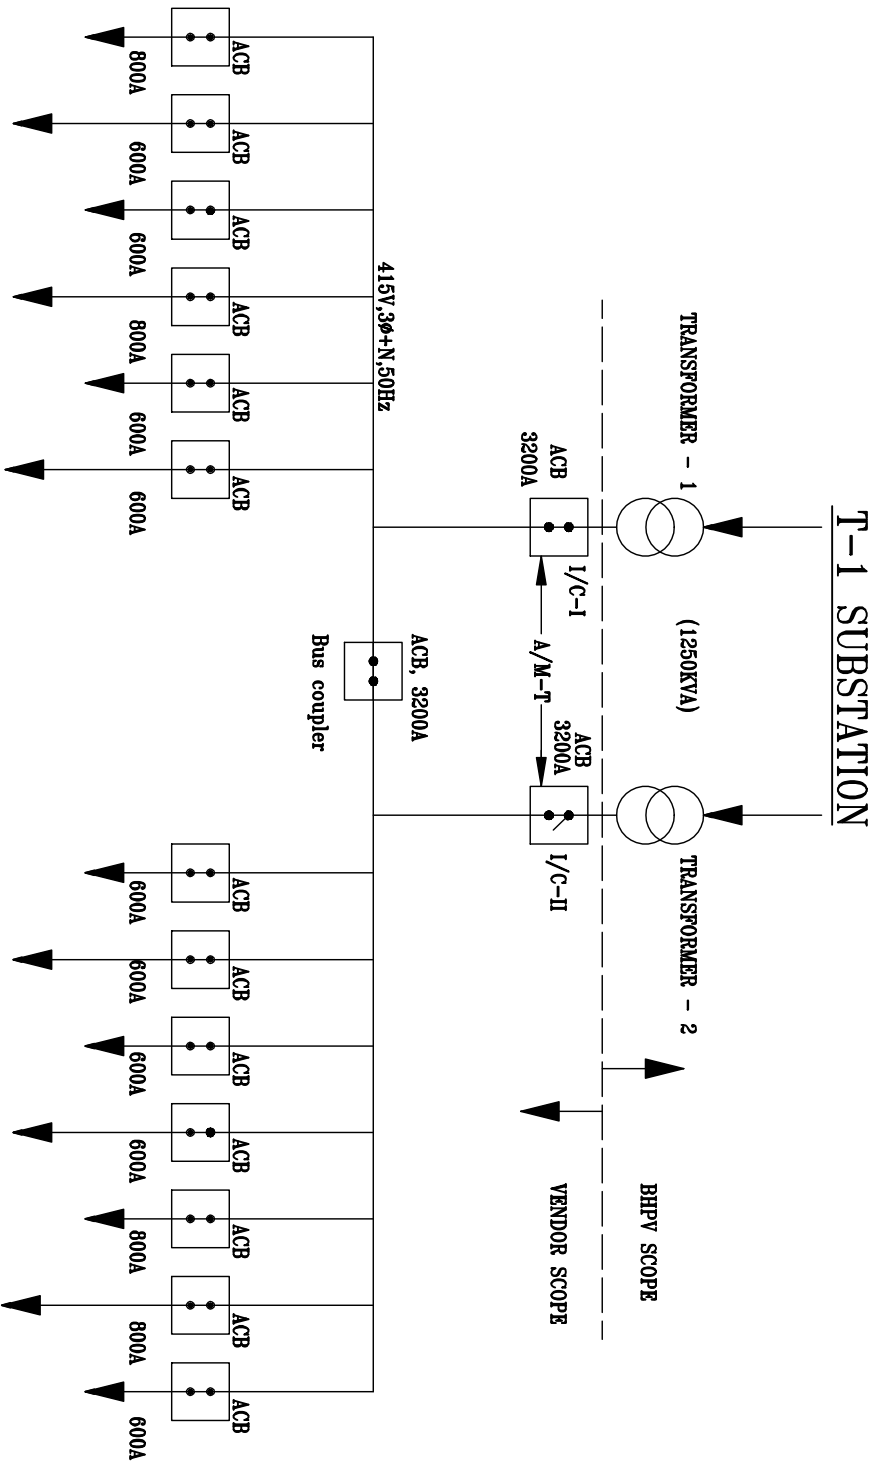 T-1 SUBSTATION
TRANSFORMER - 1
(1250KVA)
TRANSFORMER - 2
BHPV SCOPE
VENDOR SCOPE
ACB
3200A
I/C-I
A/M-T
ACB
3200A
I/C-II
415V,3ø+N,50Hz
ACB, 3200A
Bus coupler
ACB
ACB
ACB
ACB
ACB
ACB
ACB
ACB
ACB
ACB
ACB
ACB
ACB
800A
600A
600A
800A
600A
600A
600A
600A
600A
600A
800A
800A
600A